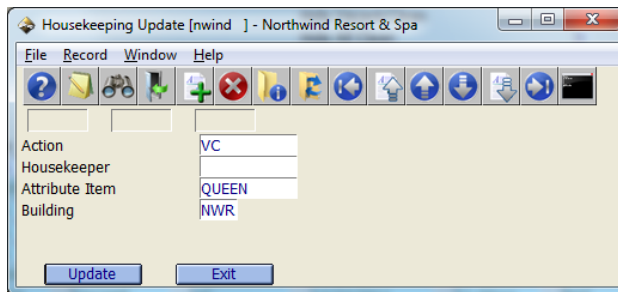 Housekeeping Update [nwind   ] - Northwind Resort & Spa
File Record Window Help
Action VC
Housekeeper
Attribute Item QUEEN
Building NWR
Update Exit